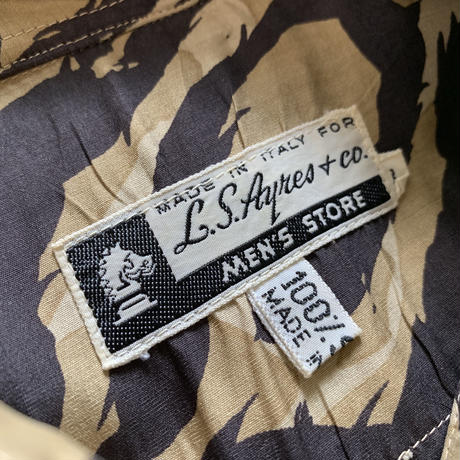 MADE IN ITALY FOR
L.S. Ayres + co.
MEN'S STORE
100/
MADE